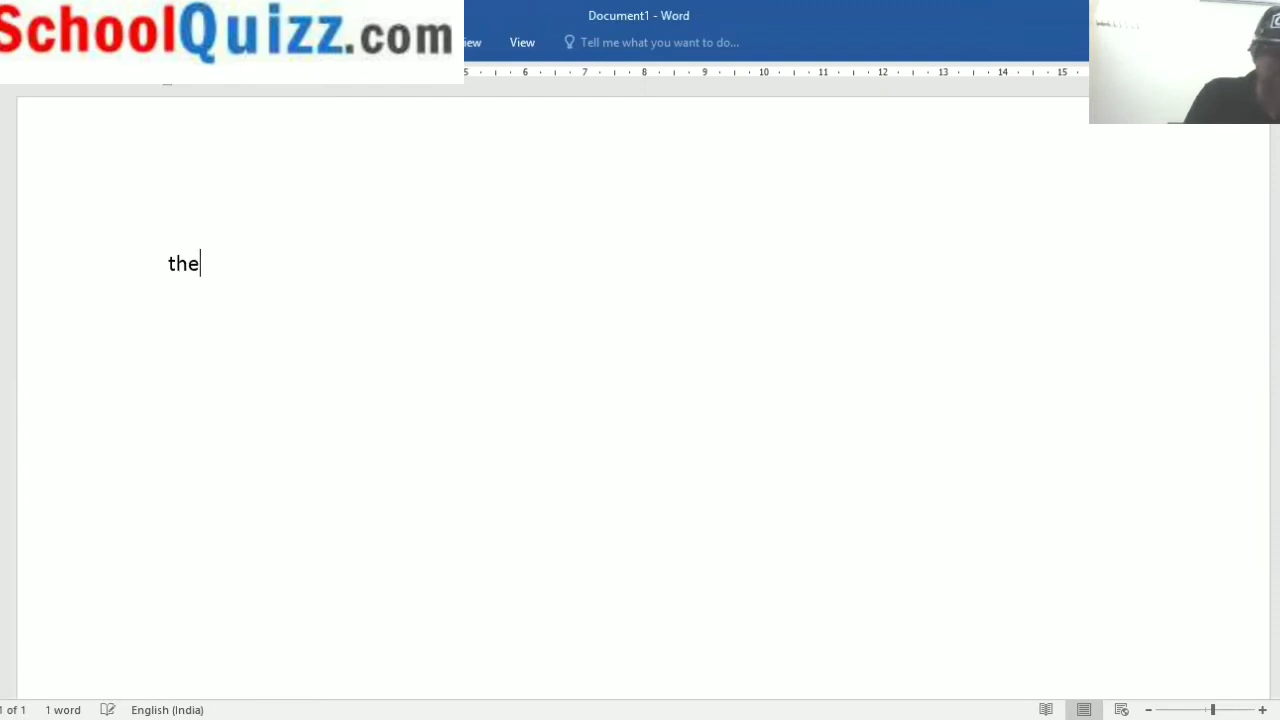 SchoolQuizz.com
Document1 - Word
iew View Tell me what you want to do...
5 6 7 8 9 10 11 12 13 14 15
the
1 of 1 1 word English (India)